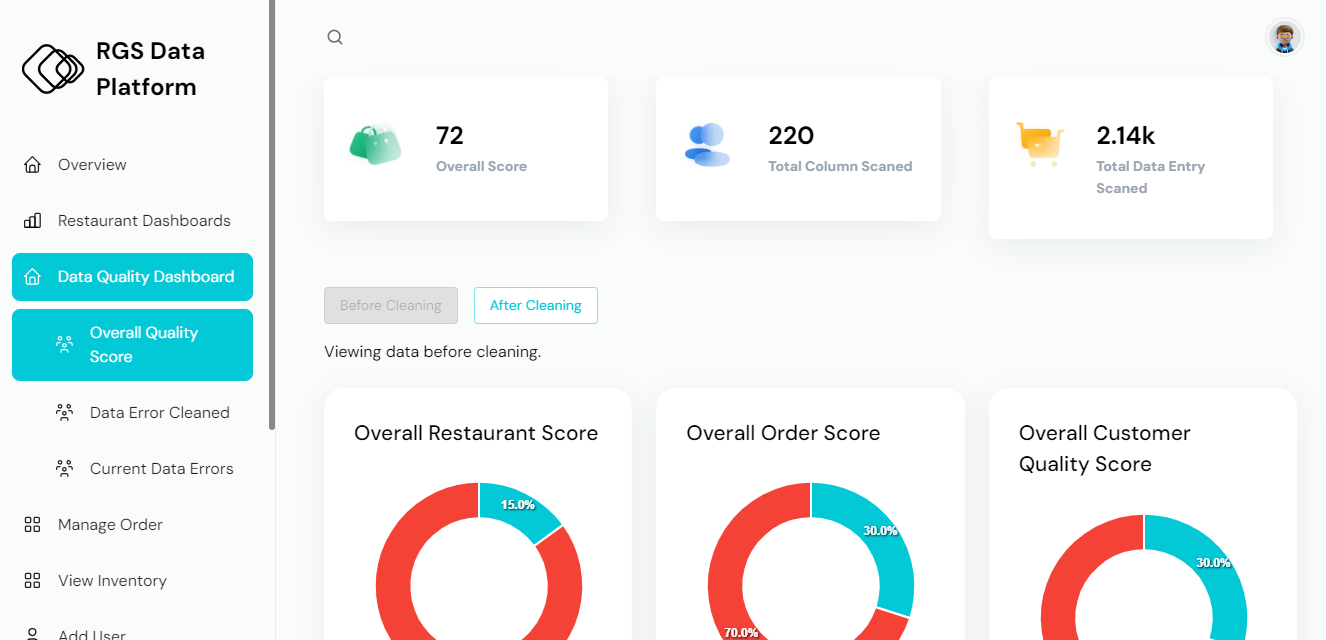 RGS Data
Platform
Overview
Restaurant Dashboards
Data Quality Dashboard
Overall Quality
Score
Data Error Cleaned
Current Data Errors
Manage Order
View Inventory
Add User
72
Overall Score
220
Total Column Scaned
2.14k
Total Data Entry
Scaned
Before Cleaning
After Cleaning
Viewing data before cleaning.
Overall Restaurant Score
15.0%
Overall Order Score
30.0%
70.0%
Overall Customer
Quality Score
30.0%